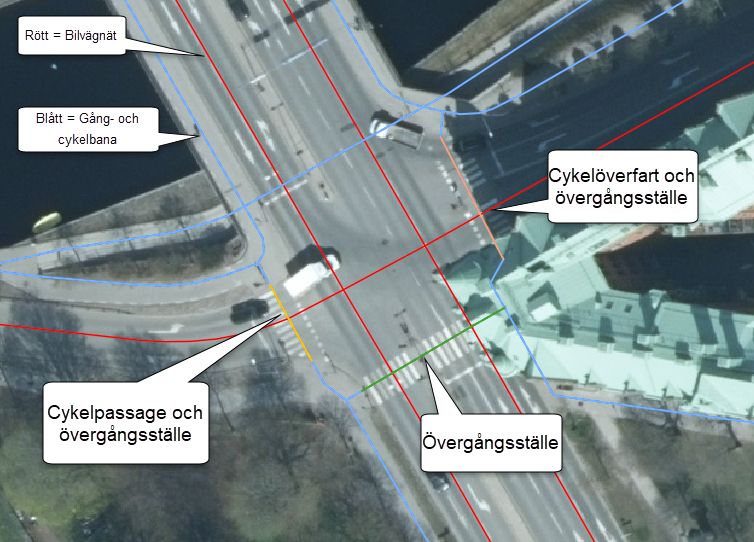 Rött = Bilvägnät
Blått = Gång- och
cykelbana
Cykelöverfart och
övergångsställe
Cykelpassage och
övergångsställe
Övergångsställe